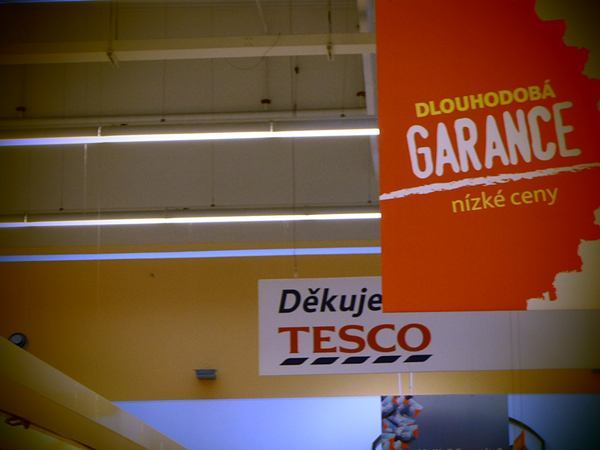 DLOUHODOBÁ
GARANCE
nízké ceny
Děkuje
TESCO